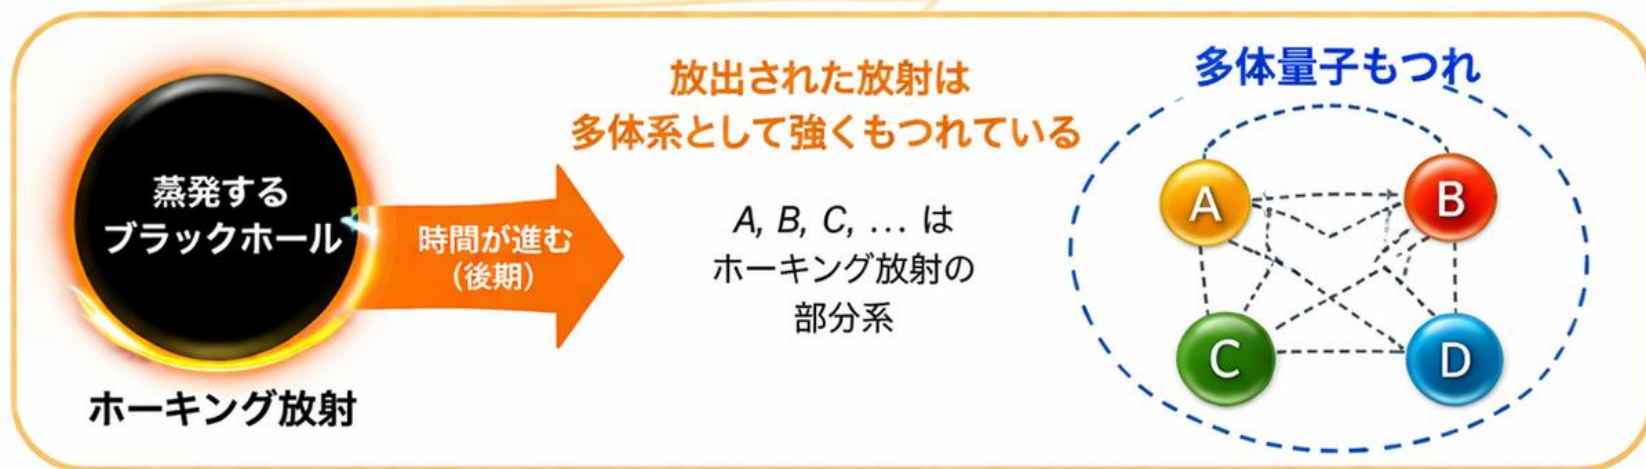 蒸発する
ブラックホール
ホーキング放射
時間が進む
(後期)
放出された放射は
多体系として強くもつれている
A, B, C, … は
ホーキング放射の
部分系
多体量子もつれ
A
B
C
D